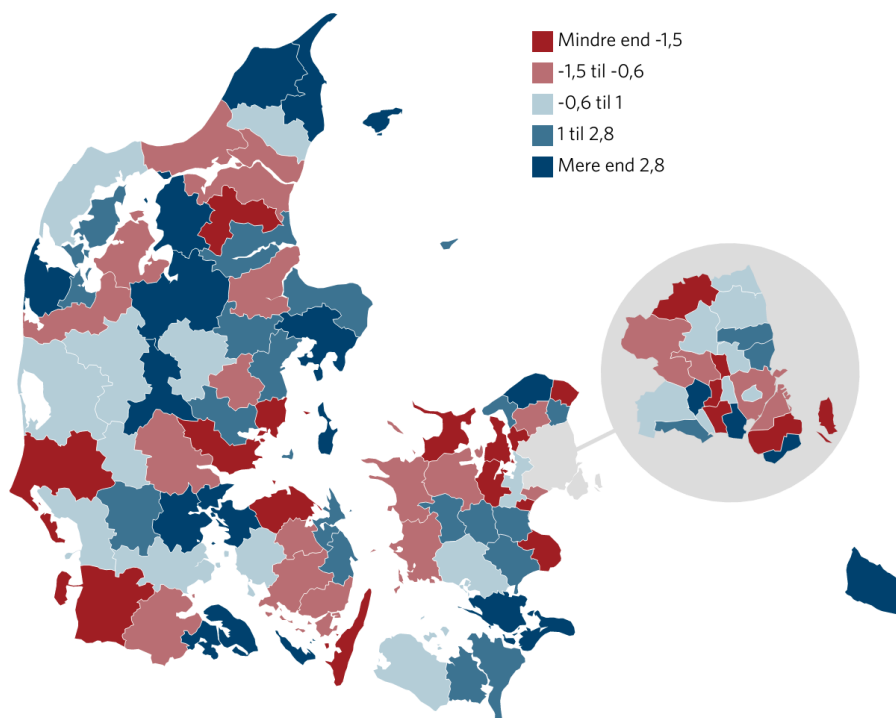 Mindre end -1,5
-1,5 til -0,6
-0,6 til 1
1 til 2,8
Mere end 2,8